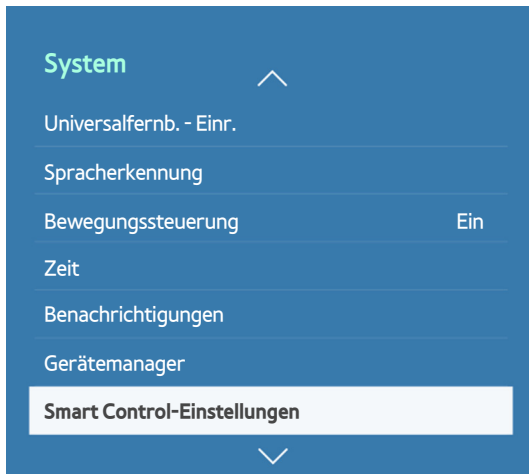 System
Universalfernb. - Einr.
Spracherkennung
Bewegungssteuerung Ein
Zeit
Benachrichtigungen
Gerätemanager
Smart Control-Einstellungen